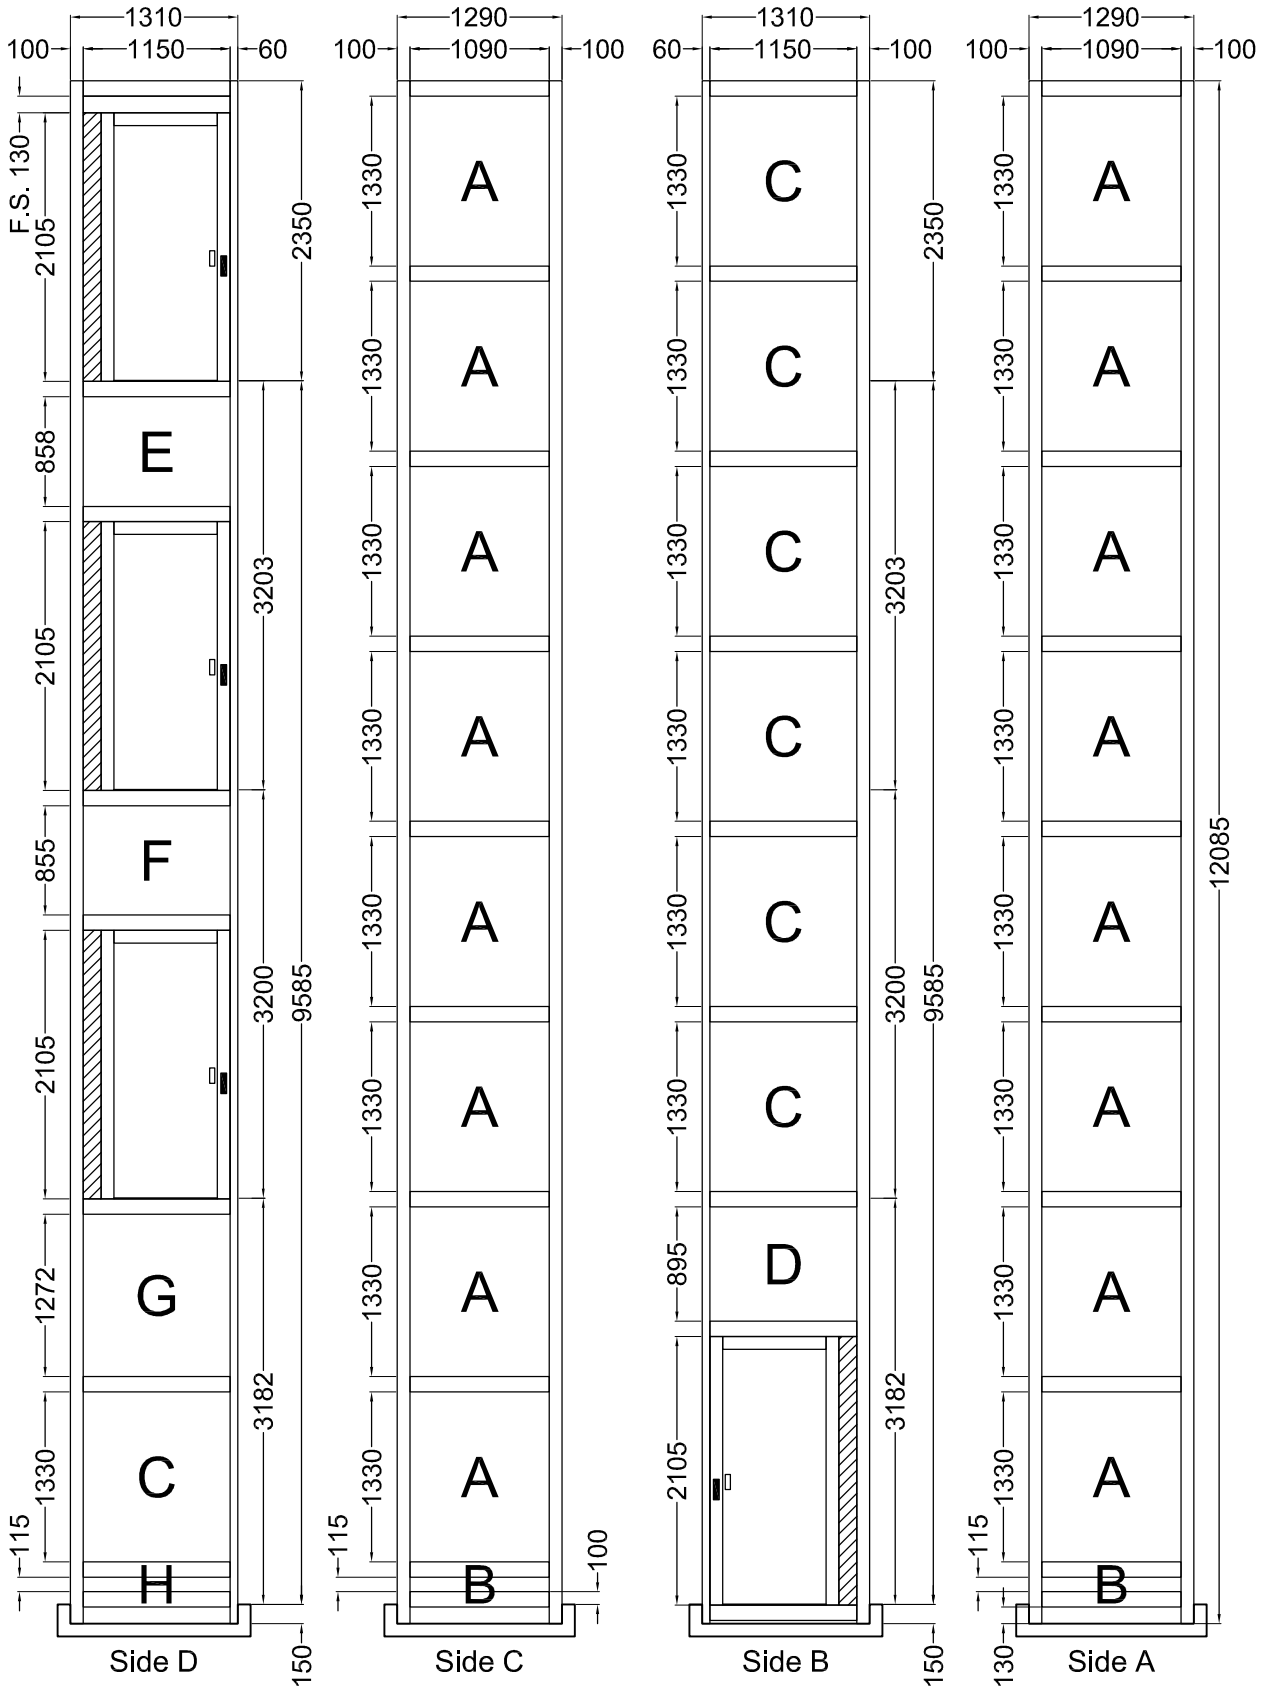 1310
100
1150
60
F.S. 130
2105
2350
858
E
3203
2105
855
F
3200
9585
2105
1272
G
3182
1330
C
115
H
150
Side D
1290
100
1090
100
1330
A
1330
A
1330
A
1330
A
1330
A
1330
A
1330
A
1330
A
115
B
100
Side C
1310
60
1150
100
1330
C
2350
1330
C
1330
C
3203
1330
C
1330
C
3200
9585
1330
C
895
D
3182
2105
150
Side B
1290
100
1090
100
1330
A
1330
A
1330
A
1330
A
12085
1330
A
1330
A
1330
A
1330
A
115
B
130
Side A